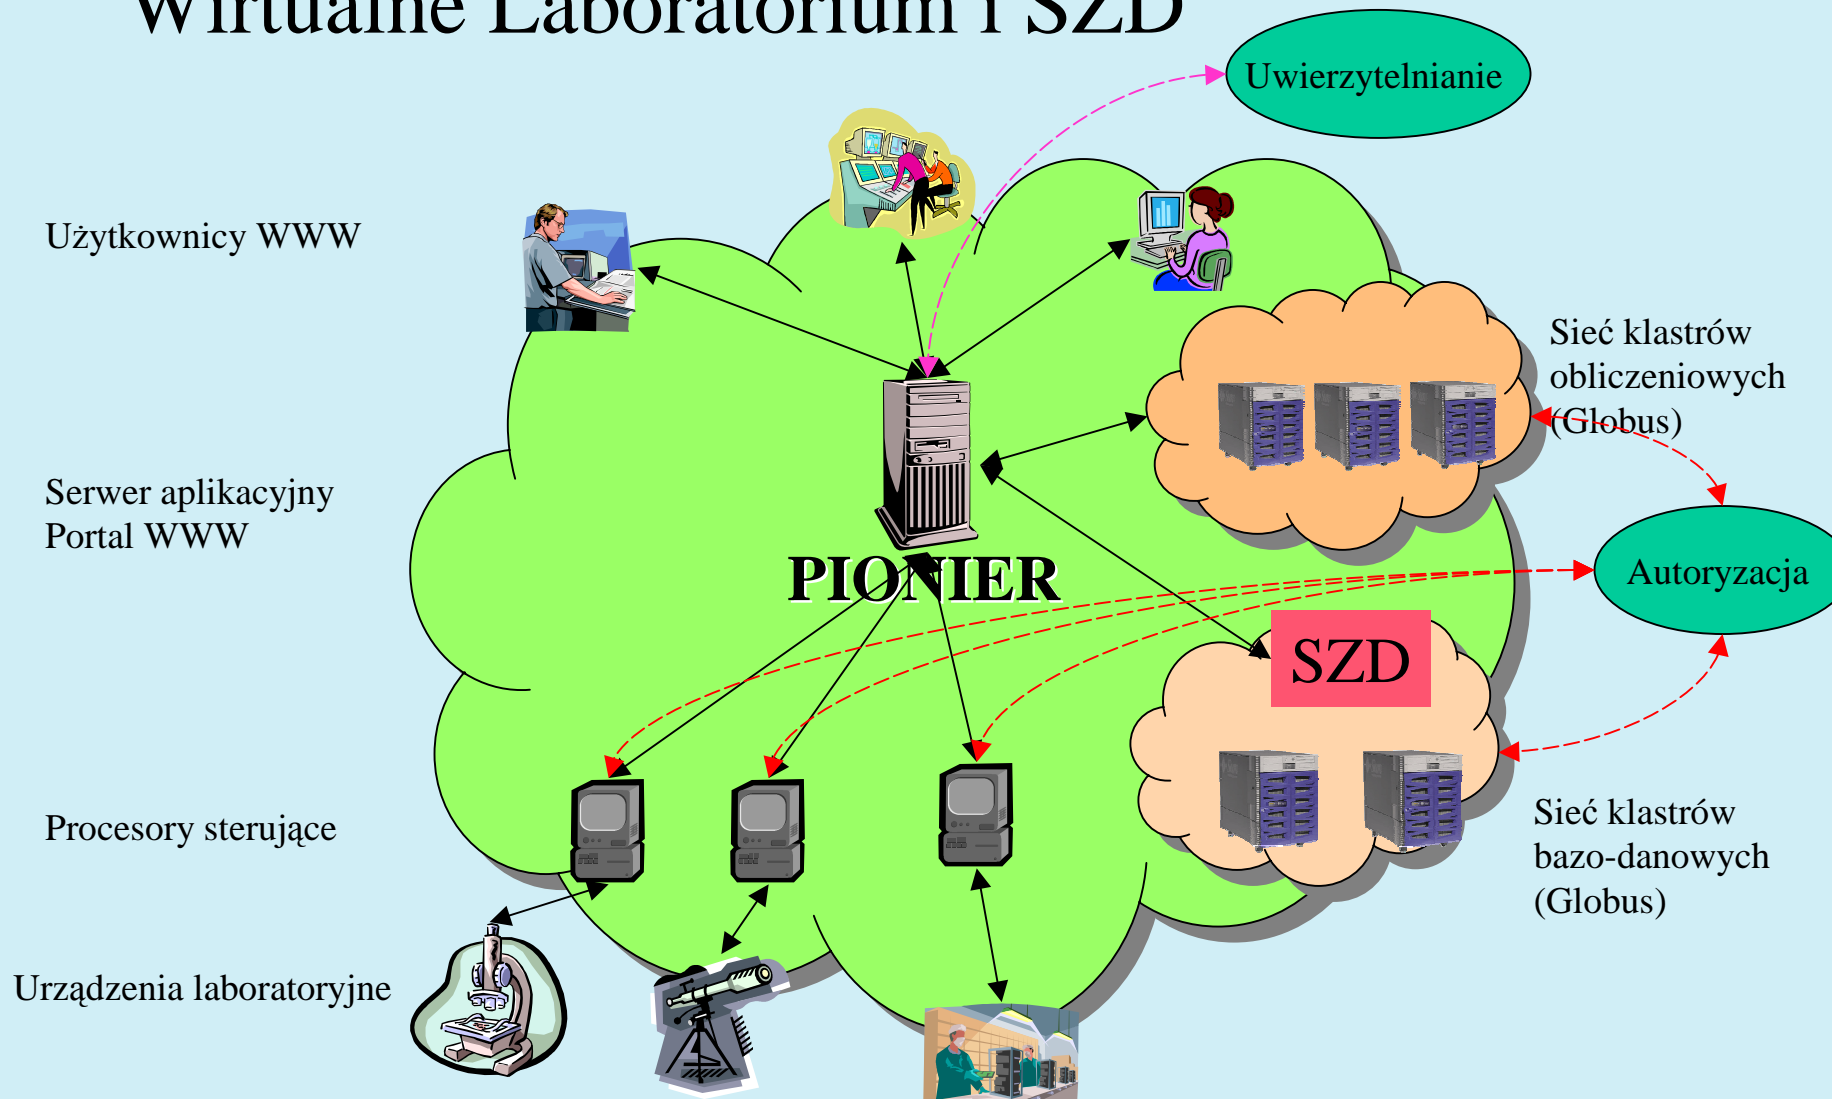 Wirtualne Laboratorium i SZD
Uwierzytelnianie
Użytkownicy WWW
Sieć klastrów
obliczeniowych
(Globus)
Serwer aplikacyjny
Portal WWW
PIONIER
Autoryzacja
SZD
Procesory sterujące
Sieć klastrów
bazo-danowych
(Globus)
Urządzenia laboratoryjne